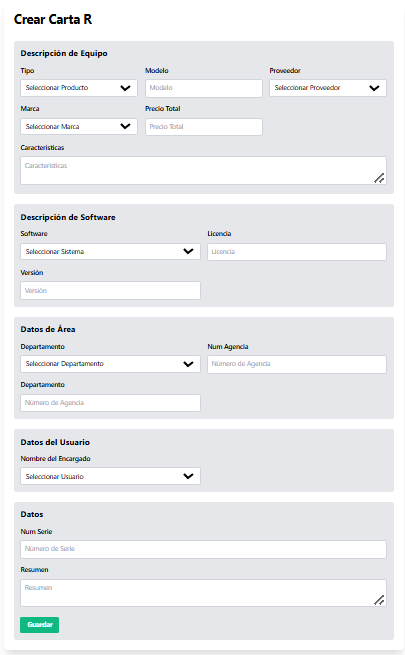 Crear Carta R
Descripción de Equipo
Tipo Modelo Proveedor
Seleccionar Producto Modelo Seleccionar Proveedor
Marca Precio Total
Seleccionar Marca Precio Total
Características
Características
Descripción de Software
Software Licencia
Seleccionar Sistema Licencia
Versión
Versión
Datos de Área
Departamento Num Agencia
Seleccionar Departamento Número de Agencia
Departamento
Número de Agencia
Datos del Usuario
Nombre del Encargado
Seleccionar Usuario
Datos
Num Serie
Número de Serie
Resumen
Resumen
Guardar